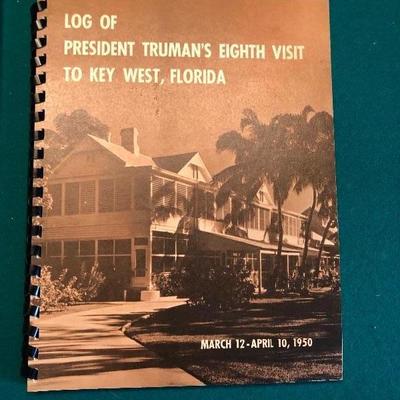 LOG OF
PRESIDENT TRUMAN'S EIGHTH VISIT
TO KEY WEST, FLORIDA
MARCH 12-APRIL 10, 1950